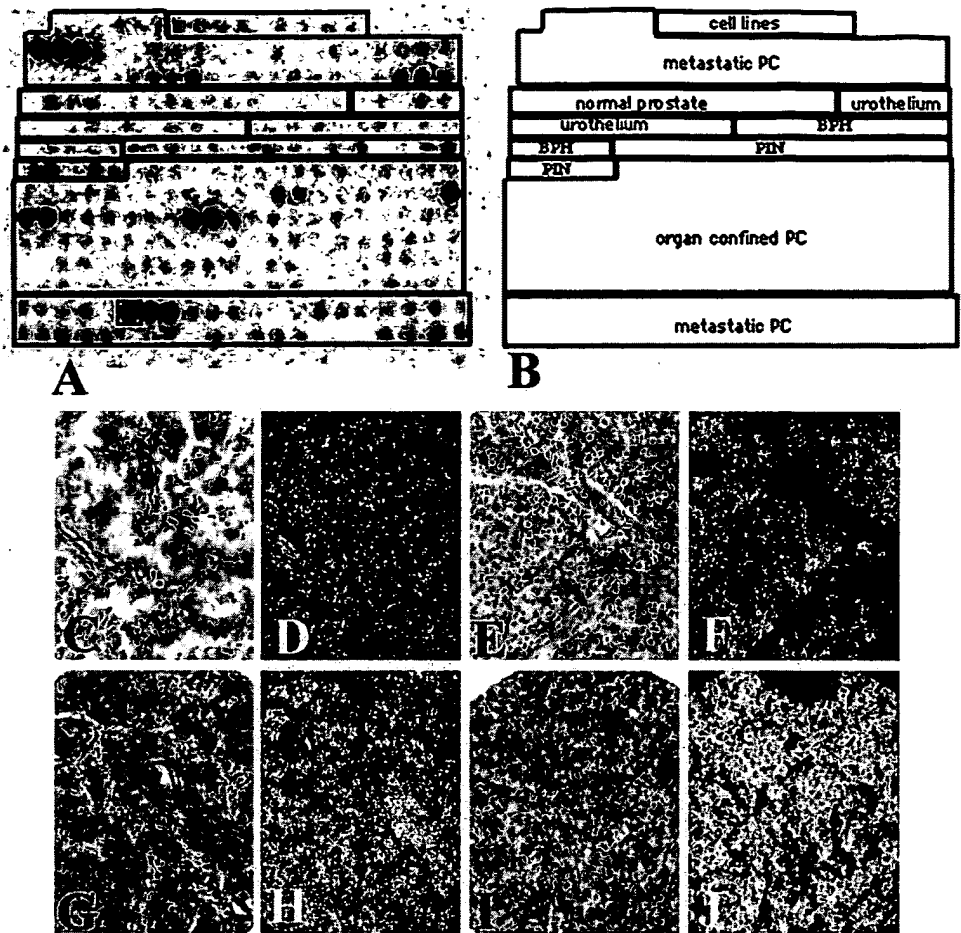 cell lines
metastatic PC
normal prostate
urothelium
urothelium
BPH
BPH
PIN
PIN
organ confined PC
metastatic PC
A
B
C
D
E
F
G
H
I
J